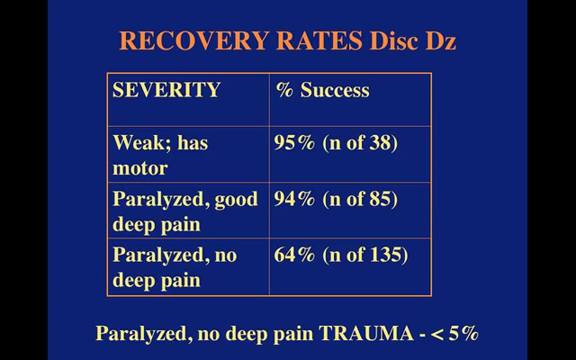 RECOVERY RATES Disc Dz
SEVERITY % Success
Weak; has motor 95% (n of 38)
Paralyzed, good deep pain 94% (n of 85)
Paralyzed, no deep pain 64% (n of 135)
Paralyzed, no deep pain TRAUMA - < 5%